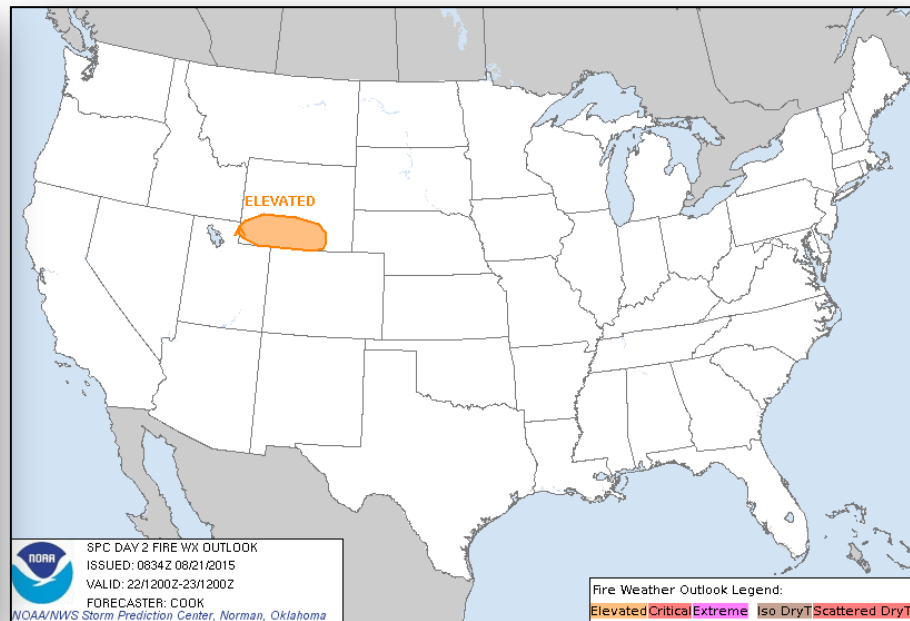 ELEVATED
NOAA
SPC DAY 2 FIRE WX OUTLOOK
ISSUED: 0834Z 08/21/2015
VALID: 22/1200Z-23/1200Z
FORECASTER: COOK
NOAA/NWS Storm Prediction Center, Norman, Oklahoma
Fire Weather Outlook Legend:
Elevated Critical Extreme Iso DryT Scattered DryT